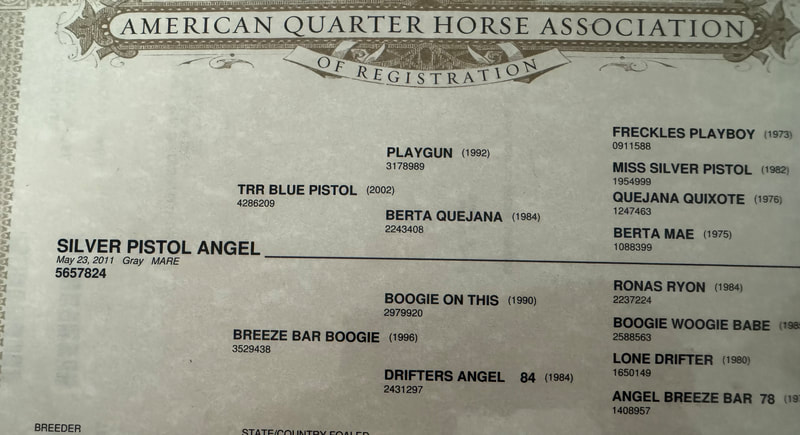 AMERICAN QUARTER HORSE ASSOCIATION
OF REGISTRATION
FRECKLES PLAYBOY (1973)
0911588
PLAYGUN (1992)
3178989
MISS SILVER PISTOL (1982)
1954999
TRR BLUE PISTOL (2002)
4286209
QUEJANA QUIXOTE (1976)
1247463
BERTA QUEJANA (1984)
2243408
BERTA MAE (1975)
1088399
SILVER PISTOL ANGEL
May 23, 2011 Gray MARE
5657824
RONAS RYON (1984)
2237224
BOOGIE ON THIS (1990)
2979920
BOOGIE WOOGIE BABE
2588563
BREEZE BAR BOOGIE (1996)
3529438
LONE DRIFTER (1980)
1650149
DRIFTERS ANGEL 84 (1984)
2431297
ANGEL BREEZE BAR 78
1408957
BREEDER
STATE/COUNTRY FOALED